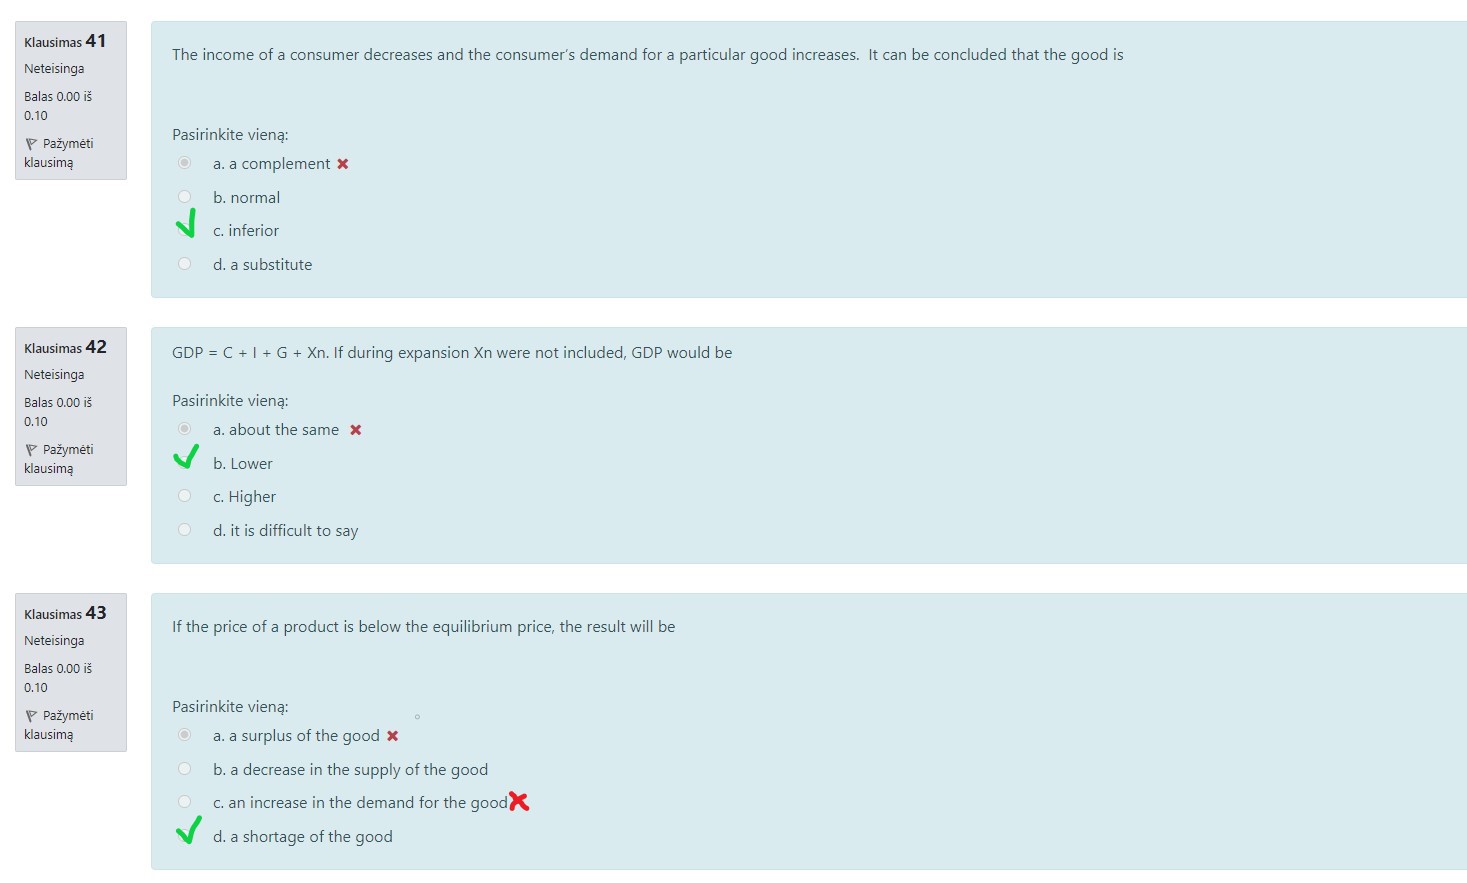 Klausimas 41
Neteisinga
Balas 0.00 iš
0.10
Pažymėti
klausimą
The income of a consumer decreases and the consumer's demand for a particular good increases.  It can be concluded that the good is
Pasirinkite vieną:
a. a complement
b. normal
c. inferior
d. a substitute
Klausimas 42
Neteisinga
Balas 0.00 iš
0.10
Pažymėti
klausimą
GDP = C + I + G + Xn. If during expansion Xn were not included, GDP would be
Pasirinkite vieną:
a. about the same
b. Lower
c. Higher
d. it is difficult to say
Klausimas 43
Neteisinga
Balas 0.00 iš
0.10
Pažymėti
klausimą
If the price of a product is below the equilibrium price, the result will be
Pasirinkite vieną:
a. a surplus of the good
b. a decrease in the supply of the good
c. an increase in the demand for the good
d. a shortage of the good